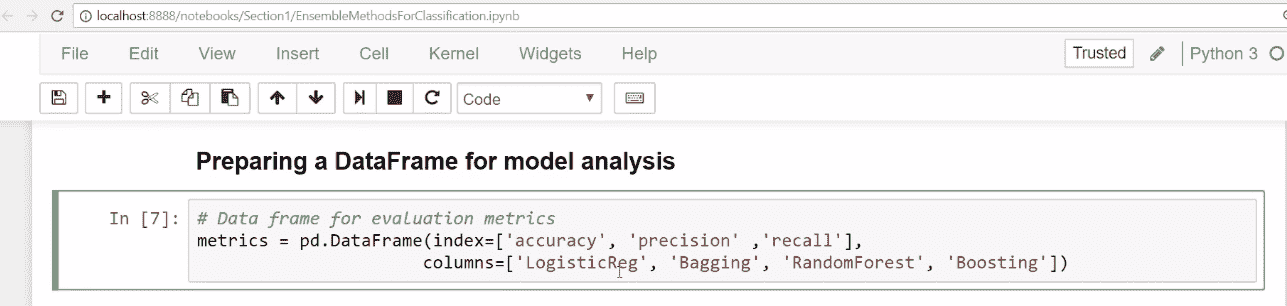 localhost:8888/notebooks/Section1/EnsembleMethodsForClassification.ipynb
File Edit View Insert Cell Kernel Widgets Help Trusted Python 3
Code
Preparing a DataFrame for model analysis
In [7]: # Data frame for evaluation metrics
metrics = pd.DataFrame(index=['accuracy', 'precision' ,'recall'],
columns=['LogisticReg', 'Bagging', 'RandomForest', 'Boosting'])